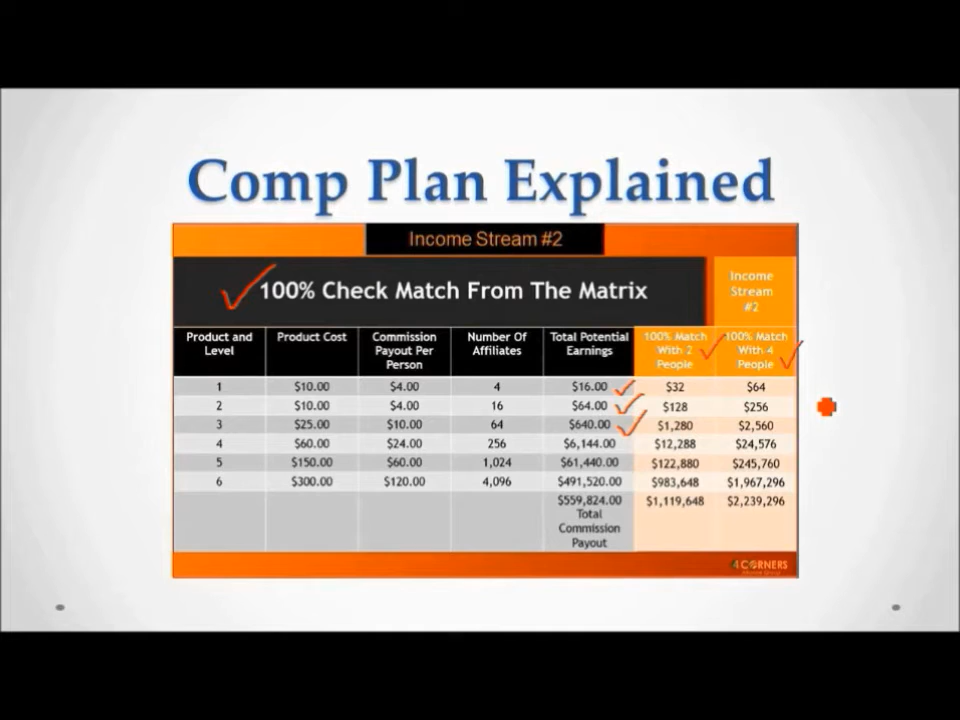 Comp Plan Explained
Income Stream #2
100% Check Match From The Matrix
Income
Stream
#2
Product and
Level
Product Cost
Commission
Payout Per
Person
Number Of
Affiliates
Total Potential
Earnings
100% Match
With 2
People
100% Match
With 4
People
1 $10.00 $4.00 4 $16.00 $32 $64
2 $10.00 $4.00 16 $64.00 $128 $256
3 $25.00 $10.00 64 $640.00 $1,280 $2,560
4 $60.00 $24.00 256 $6,144.00 $12,288 $24,576
5 $150.00 $60.00 1,024 $61,440.00 $122,880 $245,760
6 $300.00 $120.00 4,096 $491,520.00 $983,648 $1,967,296
$559,824.00 $1,119,648 $2,239,296
Total
Commission
Payout
4 CORNERS